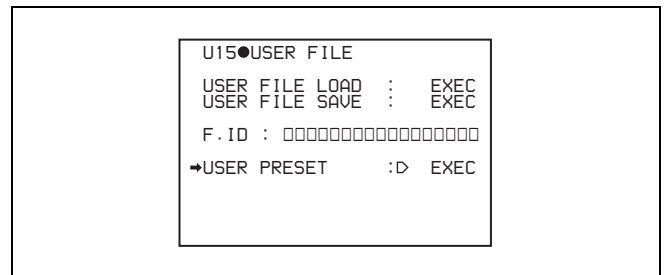 U15●USER FILE
USER FILE LOAD : EXEC
USER FILE SAVE : EXEC
F.ID : □□□□□□□□□□□□□□□□□□
➡USER PRESET :▷ EXEC